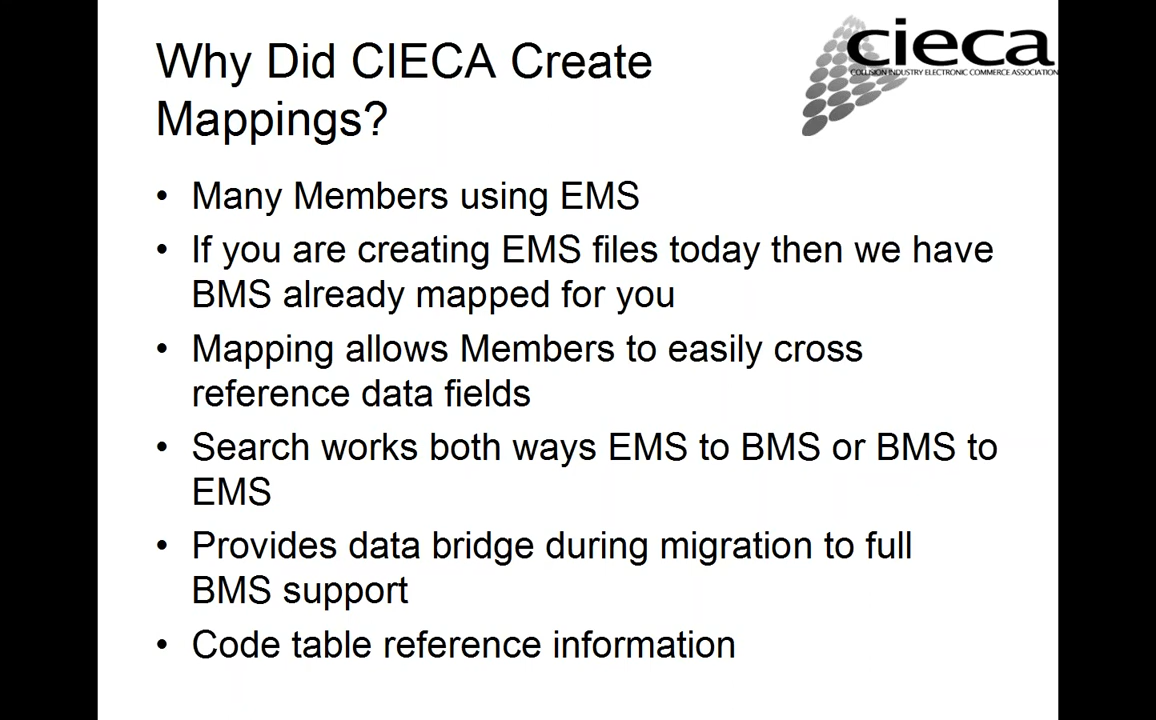 cieca
COLLISION INDUSTRY ELECTRONIC COMMERCE ASSOCIATION
Why Did CIECA Create
Mappings?
• Many Members using EMS
• If you are creating EMS files today then we have
BMS already mapped for you
• Mapping allows Members to easily cross
reference data fields
• Search works both ways EMS to BMS or BMS to
EMS
• Provides data bridge during migration to full
BMS support
• Code table reference information